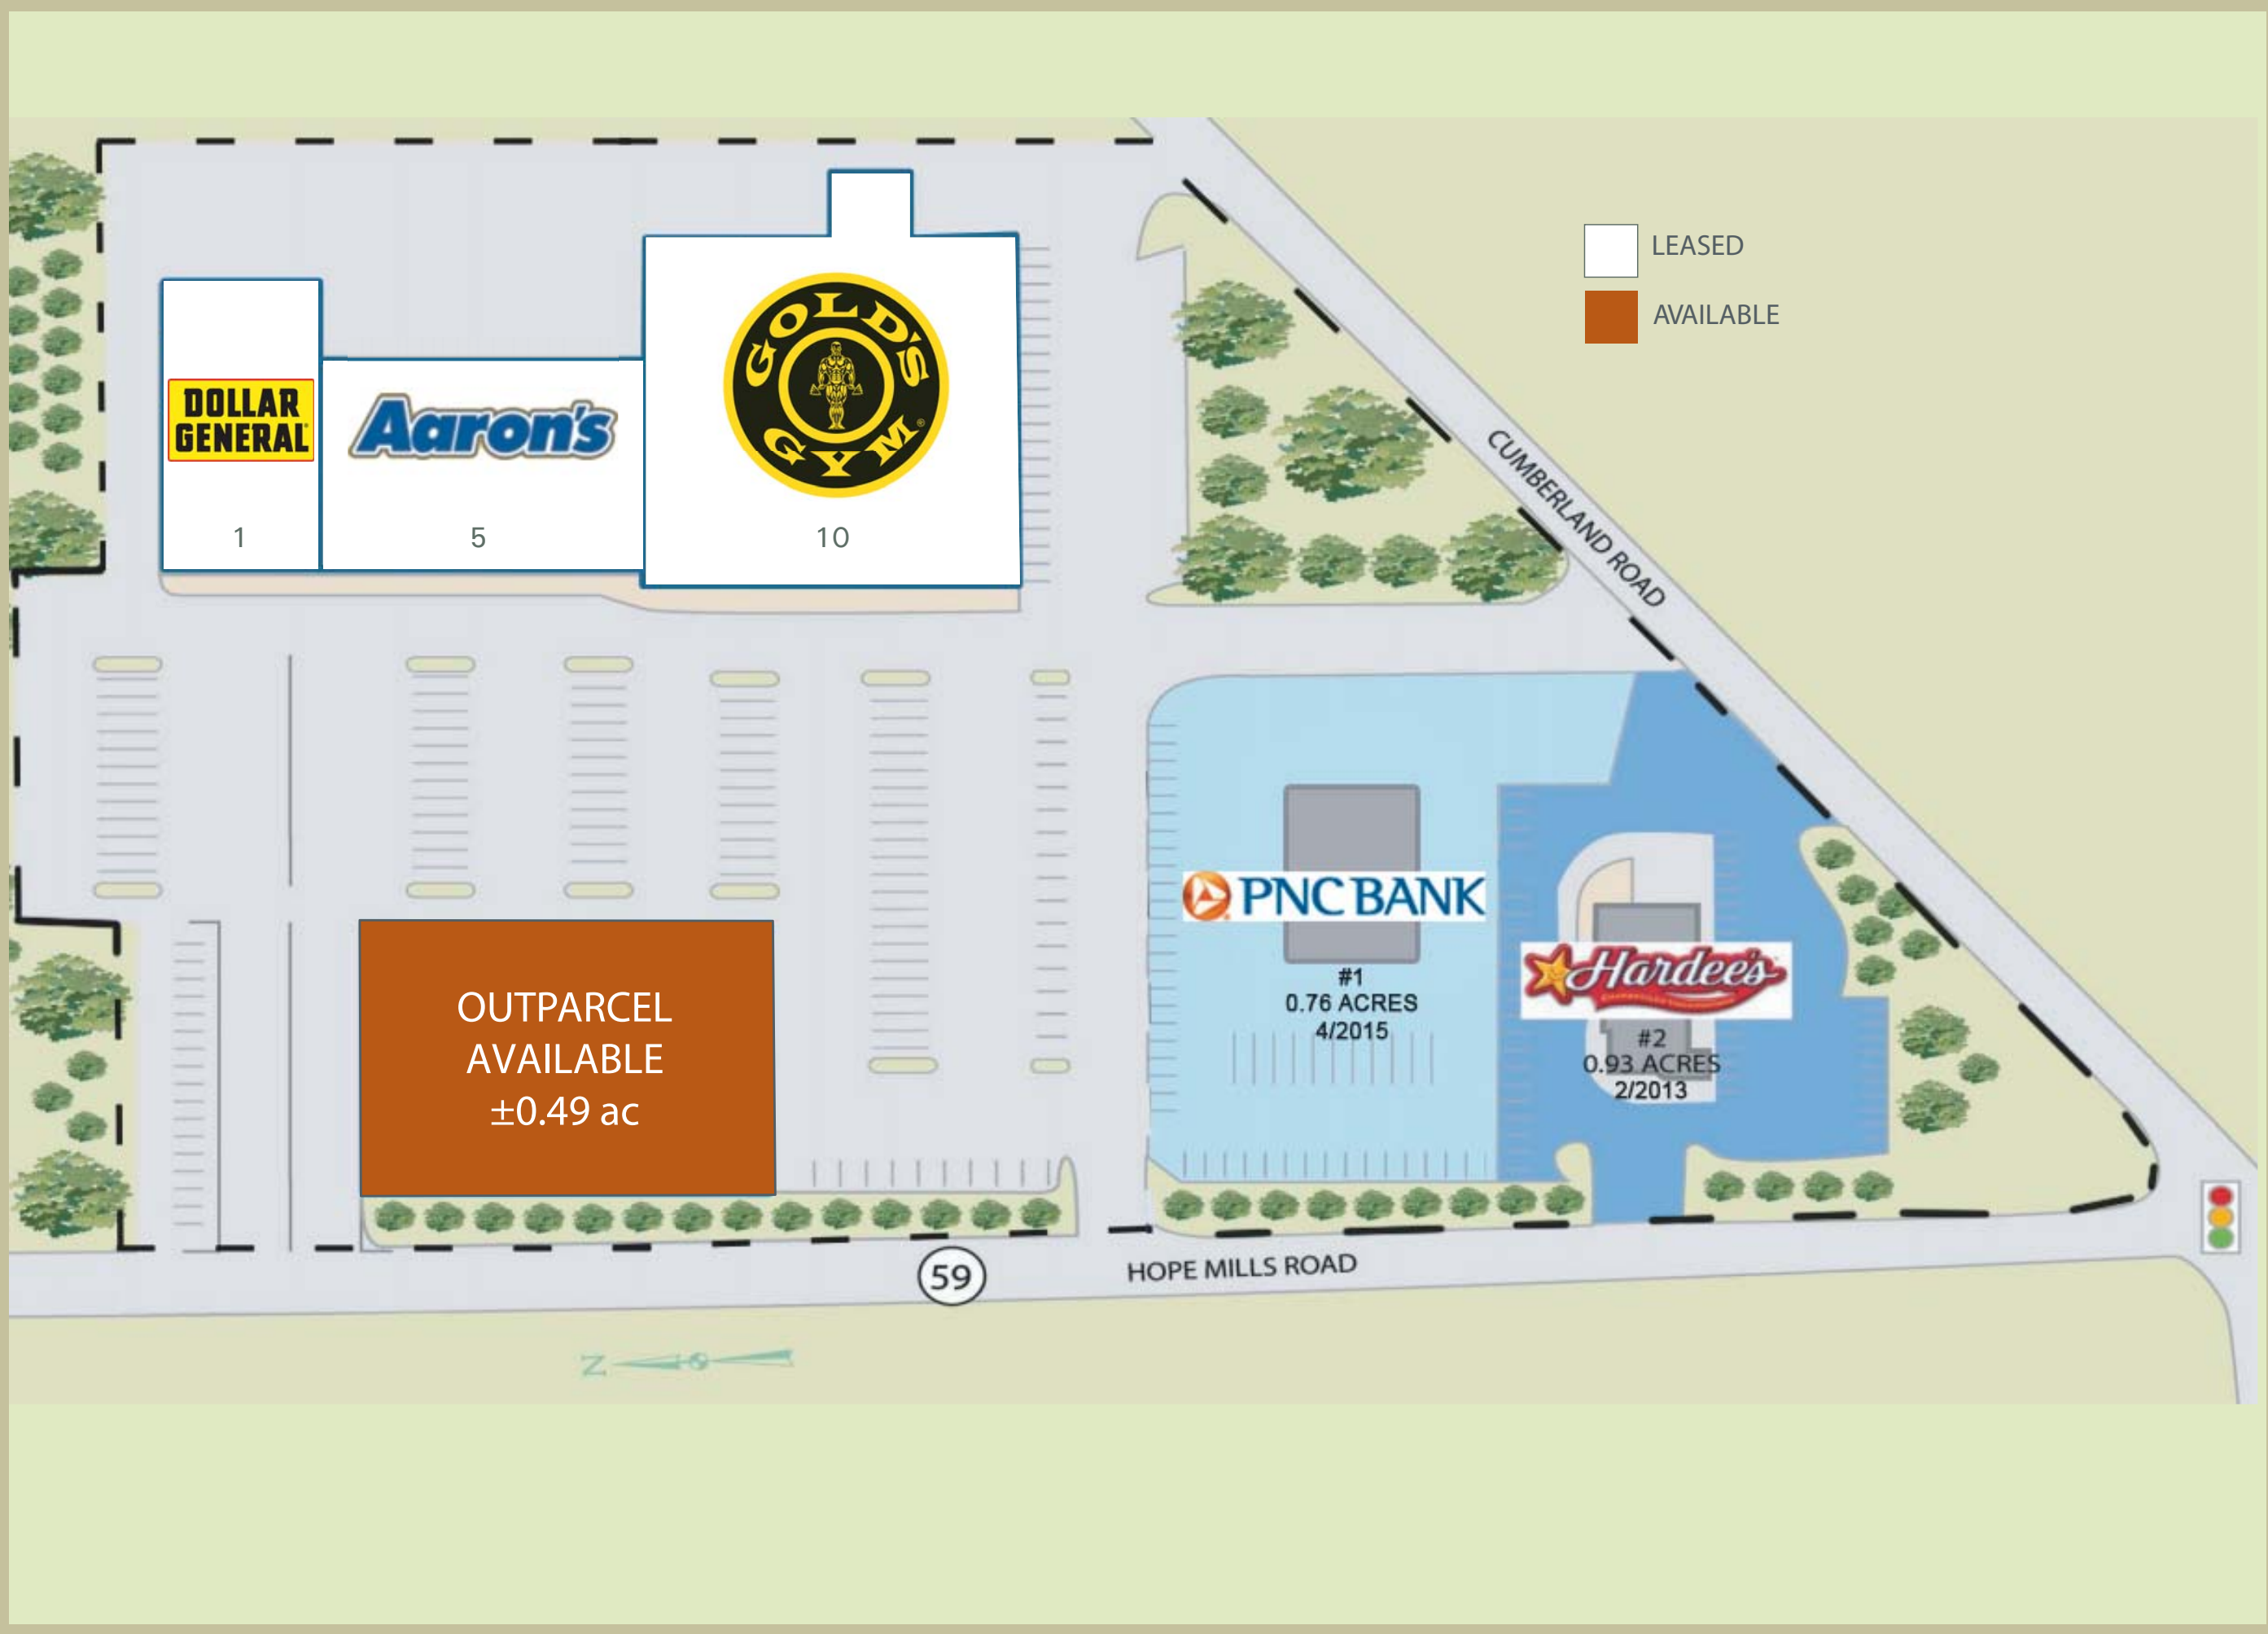 LEASED
AVAILABLE
GOLD'S
GYM®
DOLLAR
GENERAL
Aaron's
1
5
10
CUMBERLAND ROAD
PNC BANK
#1
0.76 ACRES
4/2015
Hardee's
#2
0.93 ACRES
2/2013
OUTPARCEL
AVAILABLE
±0.49 ac
59
HOPE MILLS ROAD
N